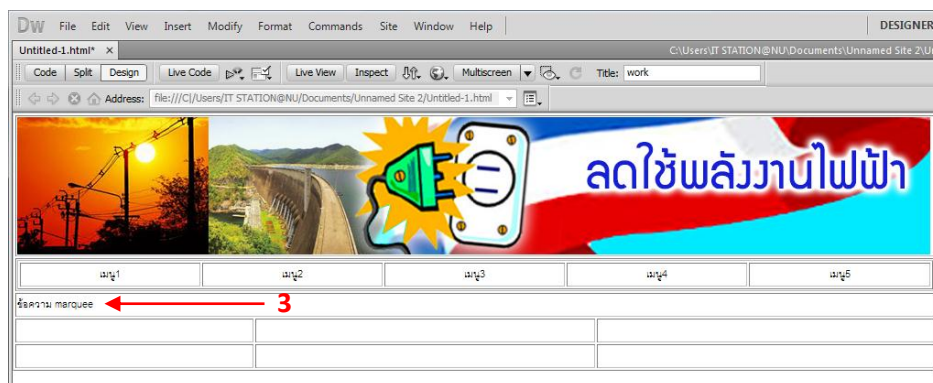 DW File Edit View Insert Modify Format Commands Site Window Help DESIGNER
Untitled-1.html* × C:\Users\IT STATION@NU\Documents\Unnamed Site 2\Un
Code Split Design Live Code Live View Inspect Multiscreen Title: work
Address: file:///C|/Users/IT STATION@NU/Documents/Unnamed Site 2/Untitled-1.html
ลดใช้พลังงานไฟฟ้า
เมนู1 เมนู2 เมนู3 เมนู4 เมนู5
ข้อความ marquee 3